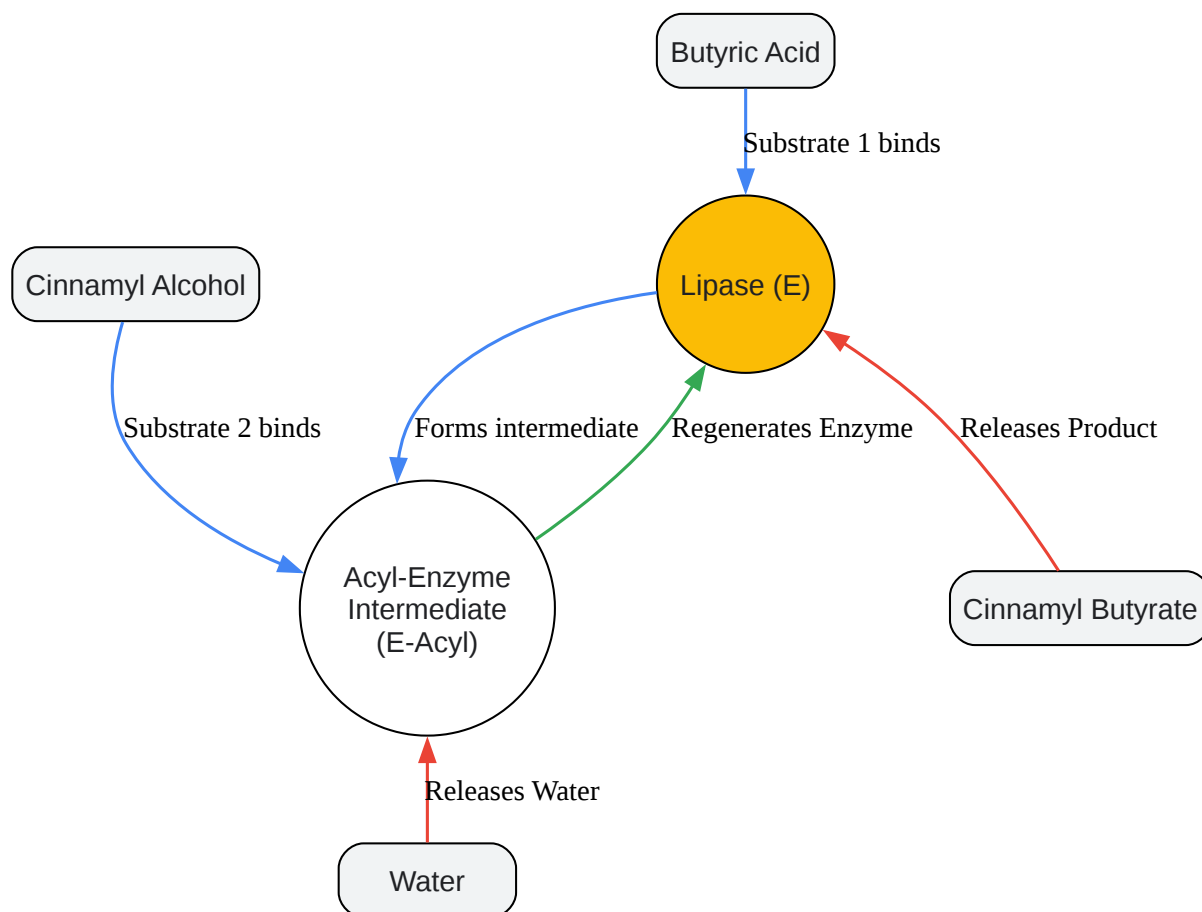 Butyric Acid
Substrate 1 binds
Cinnamyl Alcohol
Lipase (E)
Substrate 2 binds
Forms intermediate
Regenerates Enzyme
Releases Product
Acyl-Enzyme
Intermediate
(E-Acyl)
Cinnamyl Butyrate
Releases Water
Water